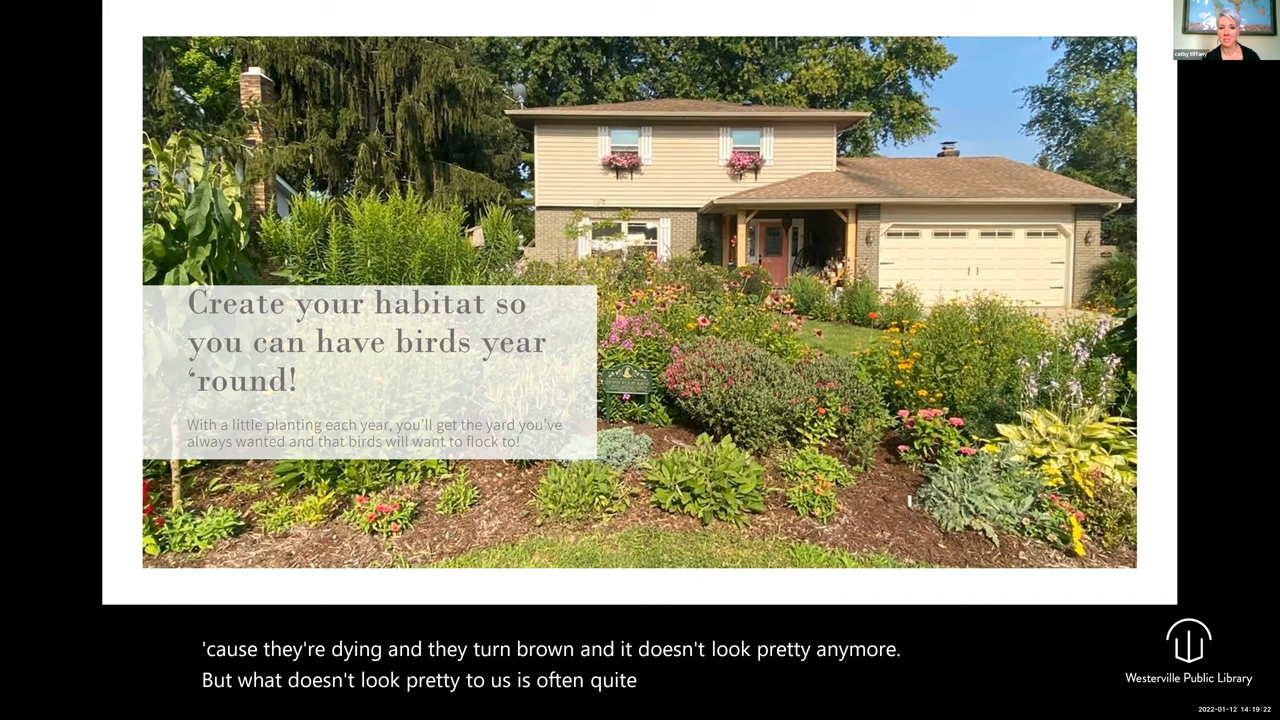 cathy tiffany
Create your habitat so
you can have birds year
‘round!
With a little planting each year, you'll get the yard you've
always wanted and that birds will want to flock to!
'cause they're dying and they turn brown and it doesn't look pretty anymore.
But what doesn't look pretty to us is often quite
Westerville Public Library
2022-01-12 14:19:22